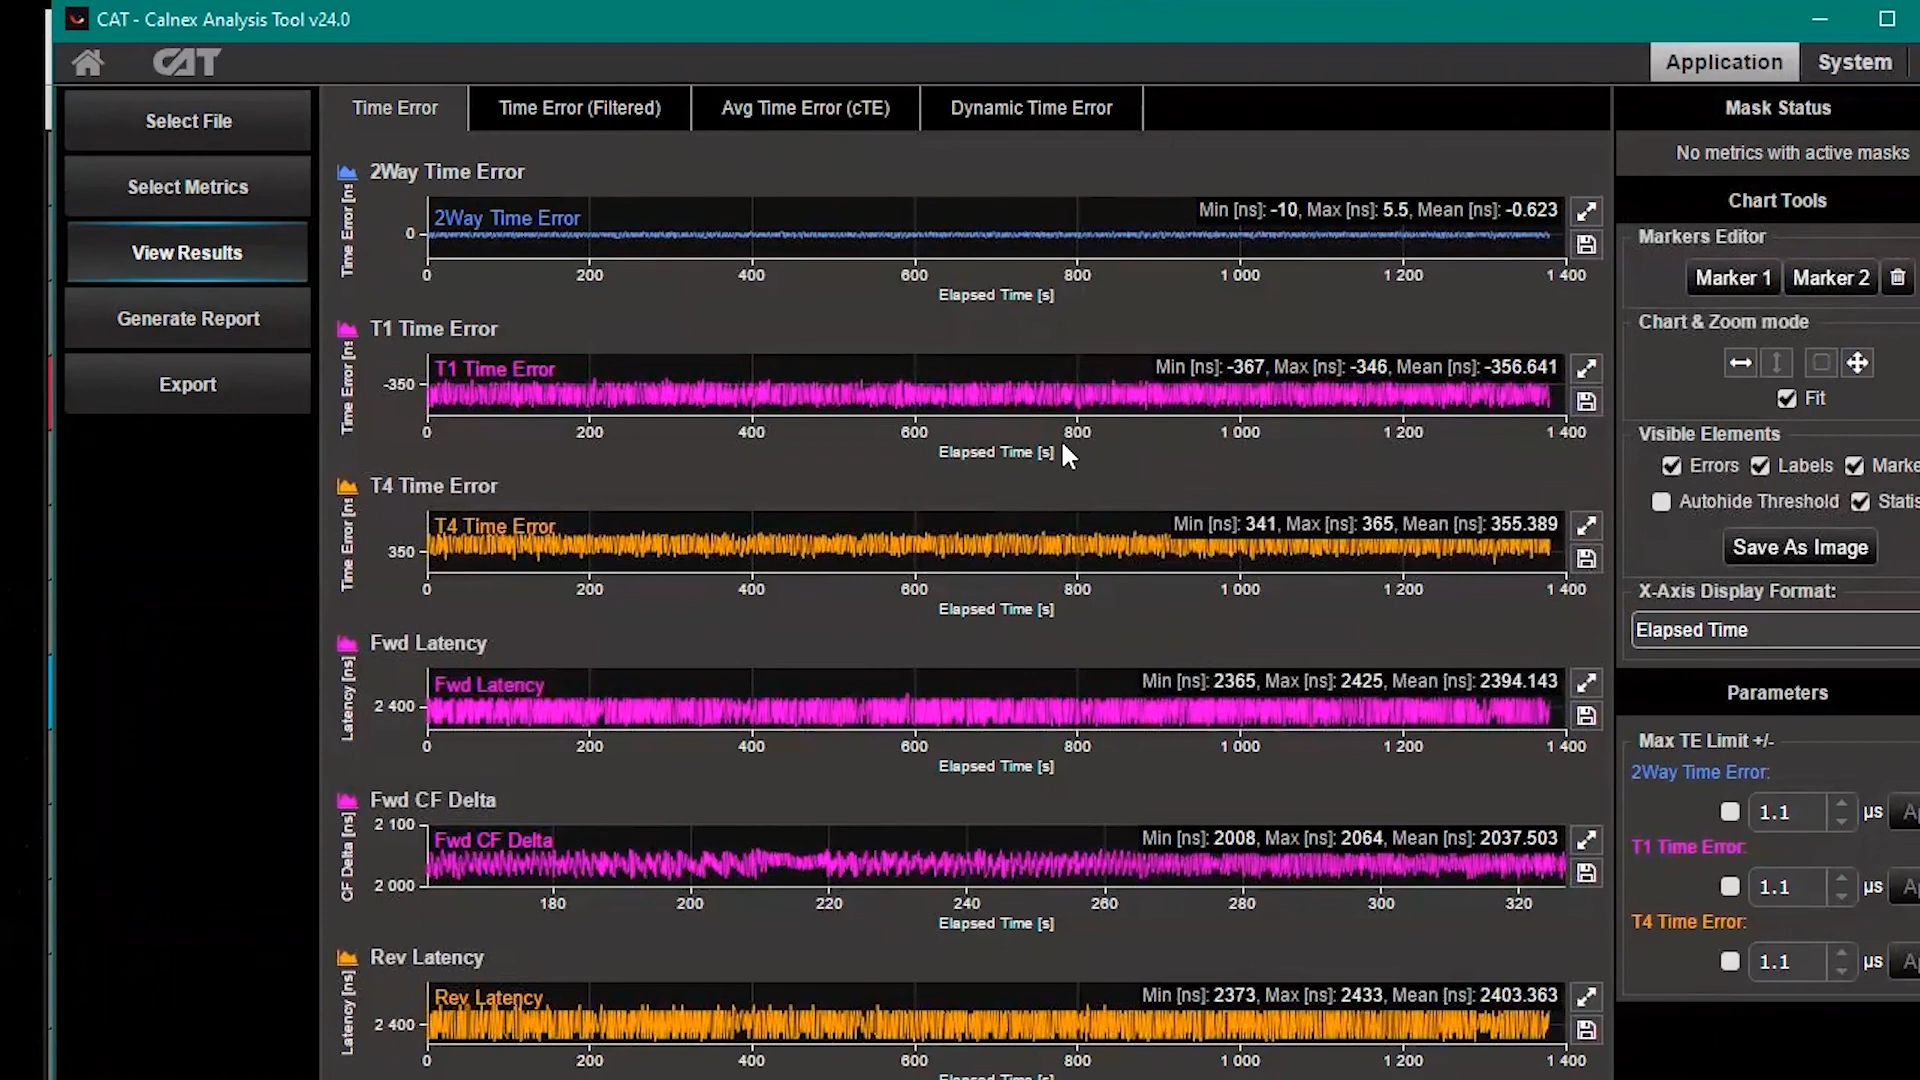 CAT - Calnex Analysis Tool v24.0
CAT
Application
System
Select File
Select Metrics
View Results
Generate Report
Export
Time Error
Time Error (Filtered)
Avg Time Error (cTE)
Dynamic Time Error
2Way Time Error
Time Error [ns
2Way Time Error
Min [ns]: -10, Max [ns]: 5.5, Mean [ns]: -0.623
0
0 200 400 600 800 1 000 1 200 1 400
Elapsed Time [s]
T1 Time Error
Time Error [ns
T1 Time Error
Min [ns]: -367, Max [ns]: -346, Mean [ns]: -356.641
-350
0 200 400 600 800 1 000 1 200 1 400
Elapsed Time [s]
T4 Time Error
Time Error [ns
T4 Time Error
Min [ns]: 341, Max [ns]: 365, Mean [ns]: 355.389
350
0 200 400 600 800 1 000 1 200 1 400
Elapsed Time [s]
Fwd Latency
Latency [ns]
Fwd Latency
Min [ns]: 2365, Max [ns]: 2425, Mean [ns]: 2394.143
2 400
0 200 400 600 800 1 000 1 200 1 400
Elapsed Time [s]
Fwd CF Delta
CF Delta [ns]
2 100
Fwd CF Delta
Min [ns]: 2008, Max [ns]: 2064, Mean [ns]: 2037.503
2 000
180 200 220 240 260 280 300 320
Elapsed Time [s]
Rev Latency
Latency [ns]
Rev Latency
Min [ns]: 2373, Max [ns]: 2433, Mean [ns]: 2403.363
2 400
0 200 400 600 800 1 000 1 200 1 400
Elapsed Time [s]
Mask Status
No metrics with active masks
Chart Tools
Markers Editor
Marker 1 Marker 2
Chart & Zoom mode
Fit
Visible Elements
Errors Labels Marke
Autohide Threshold Statis
Save As Image
X-Axis Display Format:
Elapsed Time
Parameters
Max TE Limit +/-
2Way Time Error:
1.1 µs Ap
T1 Time Error:
1.1 µs Ap
T4 Time Error:
1.1 µs Ap